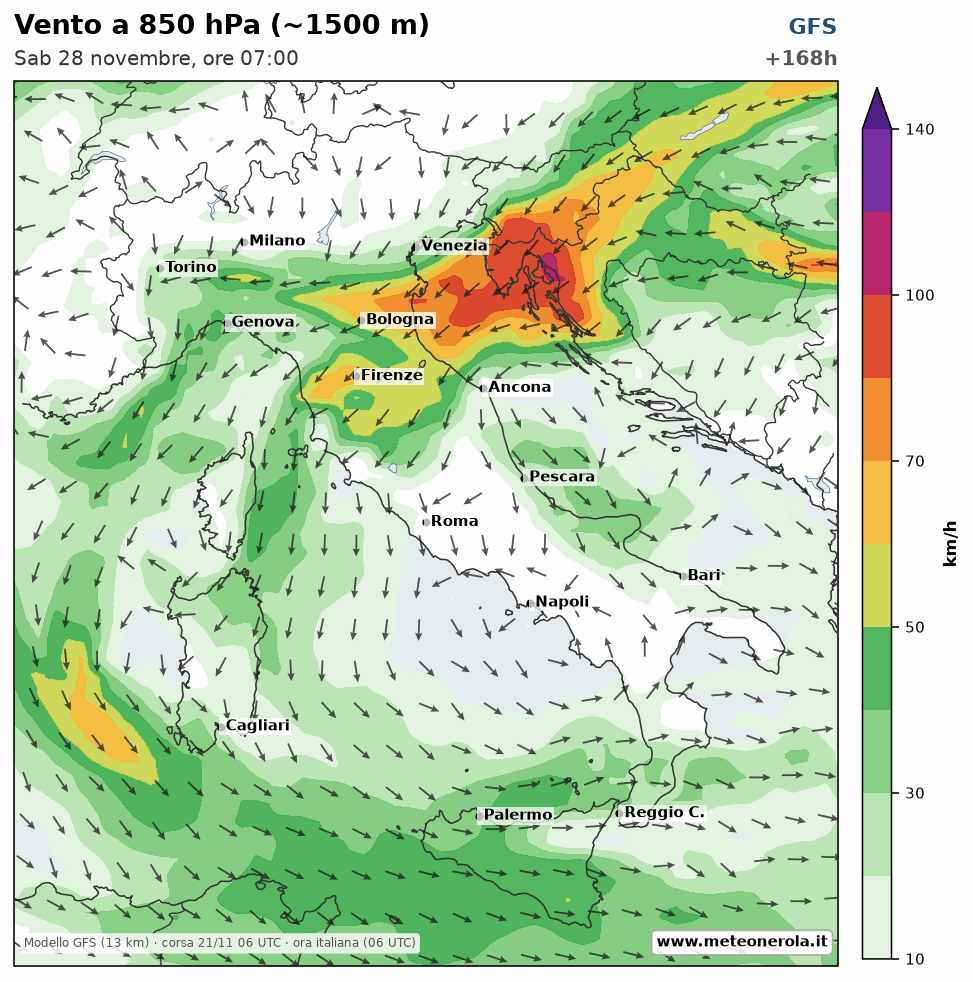 Vento a 850 hPa (~1500 m)
GFS
Sab 28 novembre, ore 07:00
+168h
140
100
70
50
30
10
km/h
Milano
Venezia
Torino
Genova
Bologna
Firenze
Ancona
Pescara
Roma
Bari
Napoli
Cagliari
Palermo
Reggio C.
Modello GFS (13 km) · corsa 21/11 06 UTC · ora italiana (06 UTC)
www.meteonerola.it